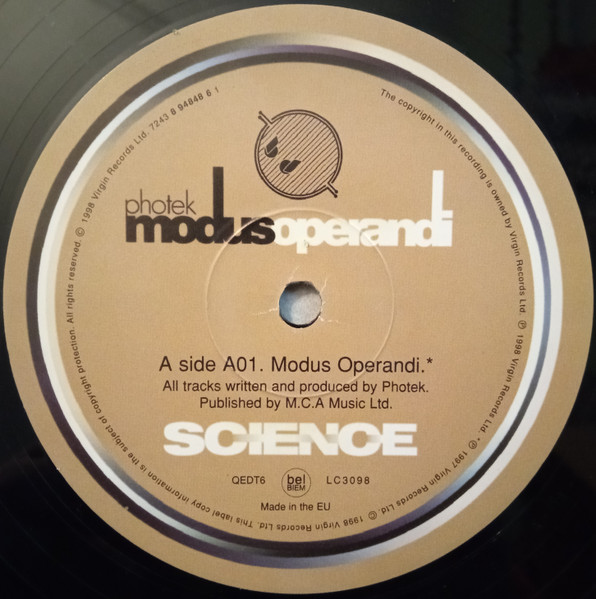 photek
modusoperandi
A side A01. Modus Operandi.*
All tracks written and produced by Photek.
Published by M.C.A Music Ltd.
SCIENCE
QEDT6
bel
BIEM
LC3098
Made in the EU
The copyright in this recording is owned by Virgin Records Ltd. ℗ 1998 Virgin Records Ltd. *℗ 1997 Virgin Records Ltd. © 1998 Virgin Records Ltd. This label copy information is the subject of copyright protection. All rights reserved. © 1998 Virgin Records Ltd. 7243 8 94848 6 1